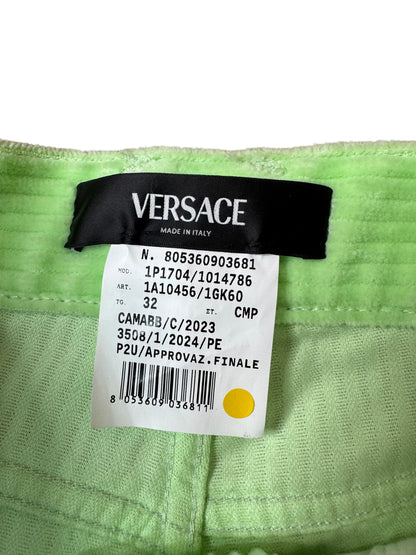 VERSACE
MADE IN ITALY
N. 805360903681
MOD. 1P1704/1014786
ART. 1A10456/1GK60
TG. 32 ET. CMP
CAMABB/C/2023
3508/1/2024/PE
P2U/APPROVAZ.FINALE
8 053609 036811